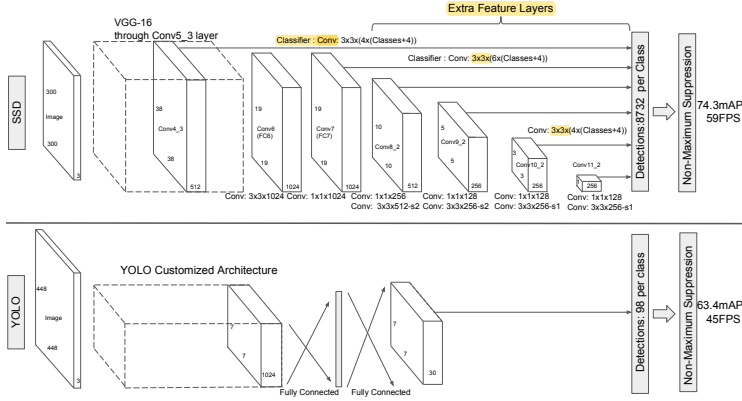 Extra Feature Layers
VGG-16
through Conv5_3 layer
Classifier : Conv: 3x3x(4x(Classes+4))
Classifier : Conv: 3x3x(6x(Classes+4))
Conv: 3x3x(4x(Classes+4))
SSD
300
Image
300
3
38
Conv4_3
38
512
19
Conv6
(FC6)
19
1024
19
Conv7
(FC7)
19
1024
10
Conv8_2
10
512
5
Conv9_2
5
256
3
Conv10_2
3
256
Conv11_2
256
Conv: 3x3x1024
Conv: 1x1x1024
Conv: 1x1x256
Conv: 3x3x512-s2
Conv: 1x1x128
Conv: 3x3x256-s2
Conv: 1x1x128
Conv: 3x3x256-s1
Conv: 1x1x128
Conv: 3x3x256-s1
Detections:8732 per Class
Non-Maximum Suppression
74.3mAP
59FPS
YOLO
448
Image
448
3
YOLO Customized Architecture
7
7
1024
Fully Connected
Fully Connected
7
7
30
Detections: 98 per class
Non-Maximum Suppression
63.4mAP
45FPS